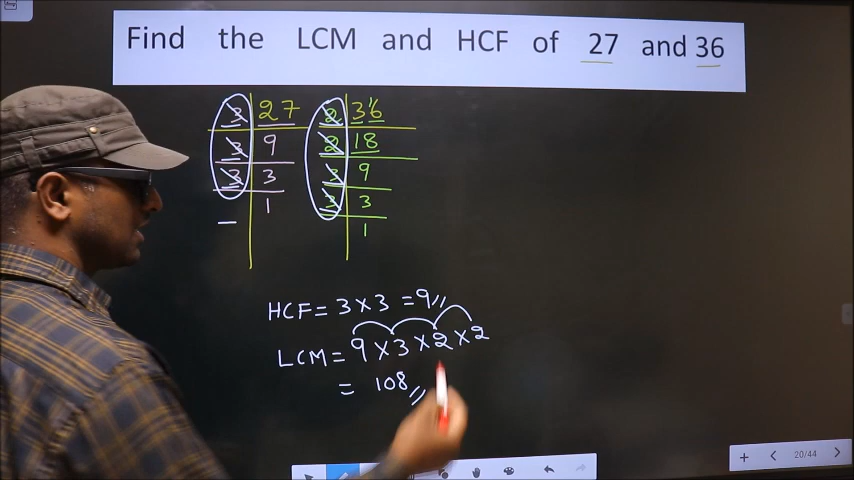 Find the LCM and HCF of 27 and 36
3 27 2 36
3 9 2 18
3 3 3 9
1 3 3
1
HCF = 3 × 3 = 9
LCM = 9 × 3 × 2 × 2
= 108
20/44